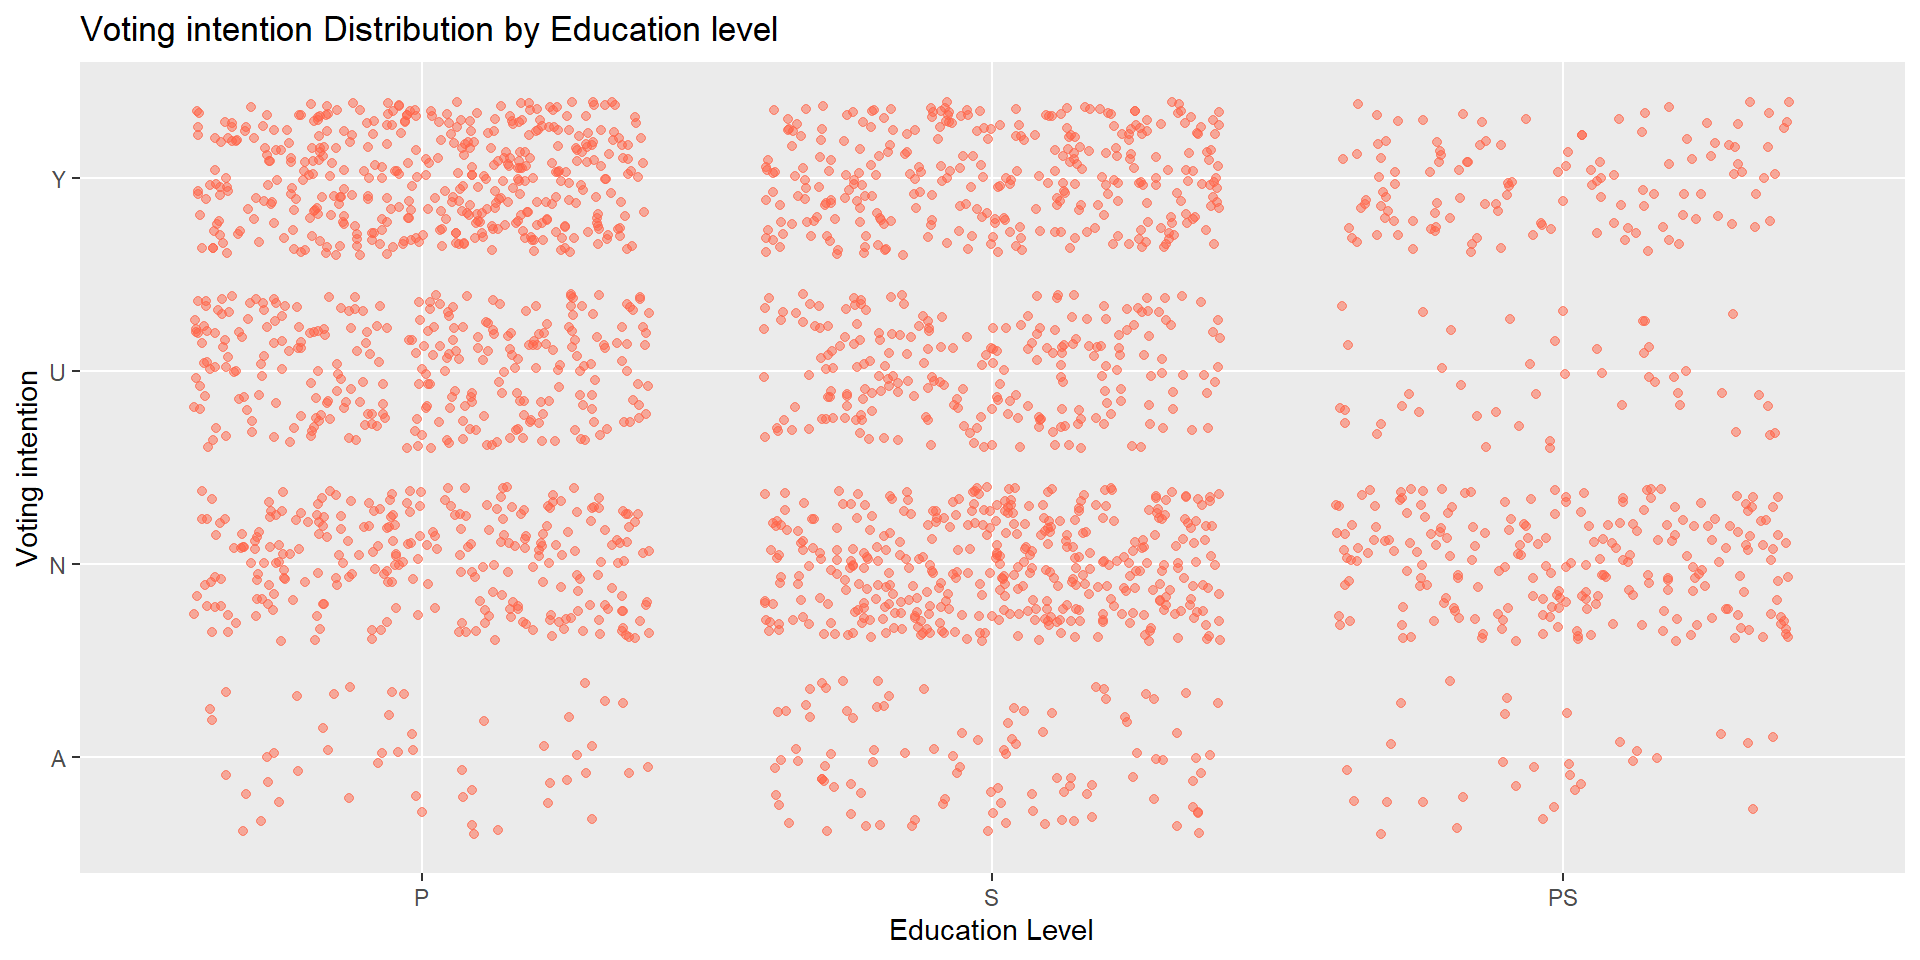 Voting intention Distribution by Education level
Voting intention
Y
U
N
A
P S PS
Education Level